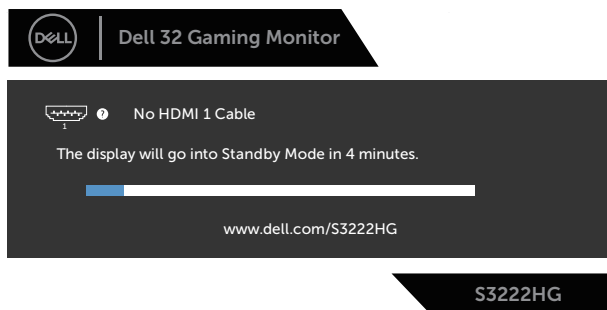 DELL
Dell 32 Gaming Monitor
? No HDMI 1 Cable
1
The display will go into Standby Mode in 4 minutes.
www.dell.com/S3222HG
S3222HG